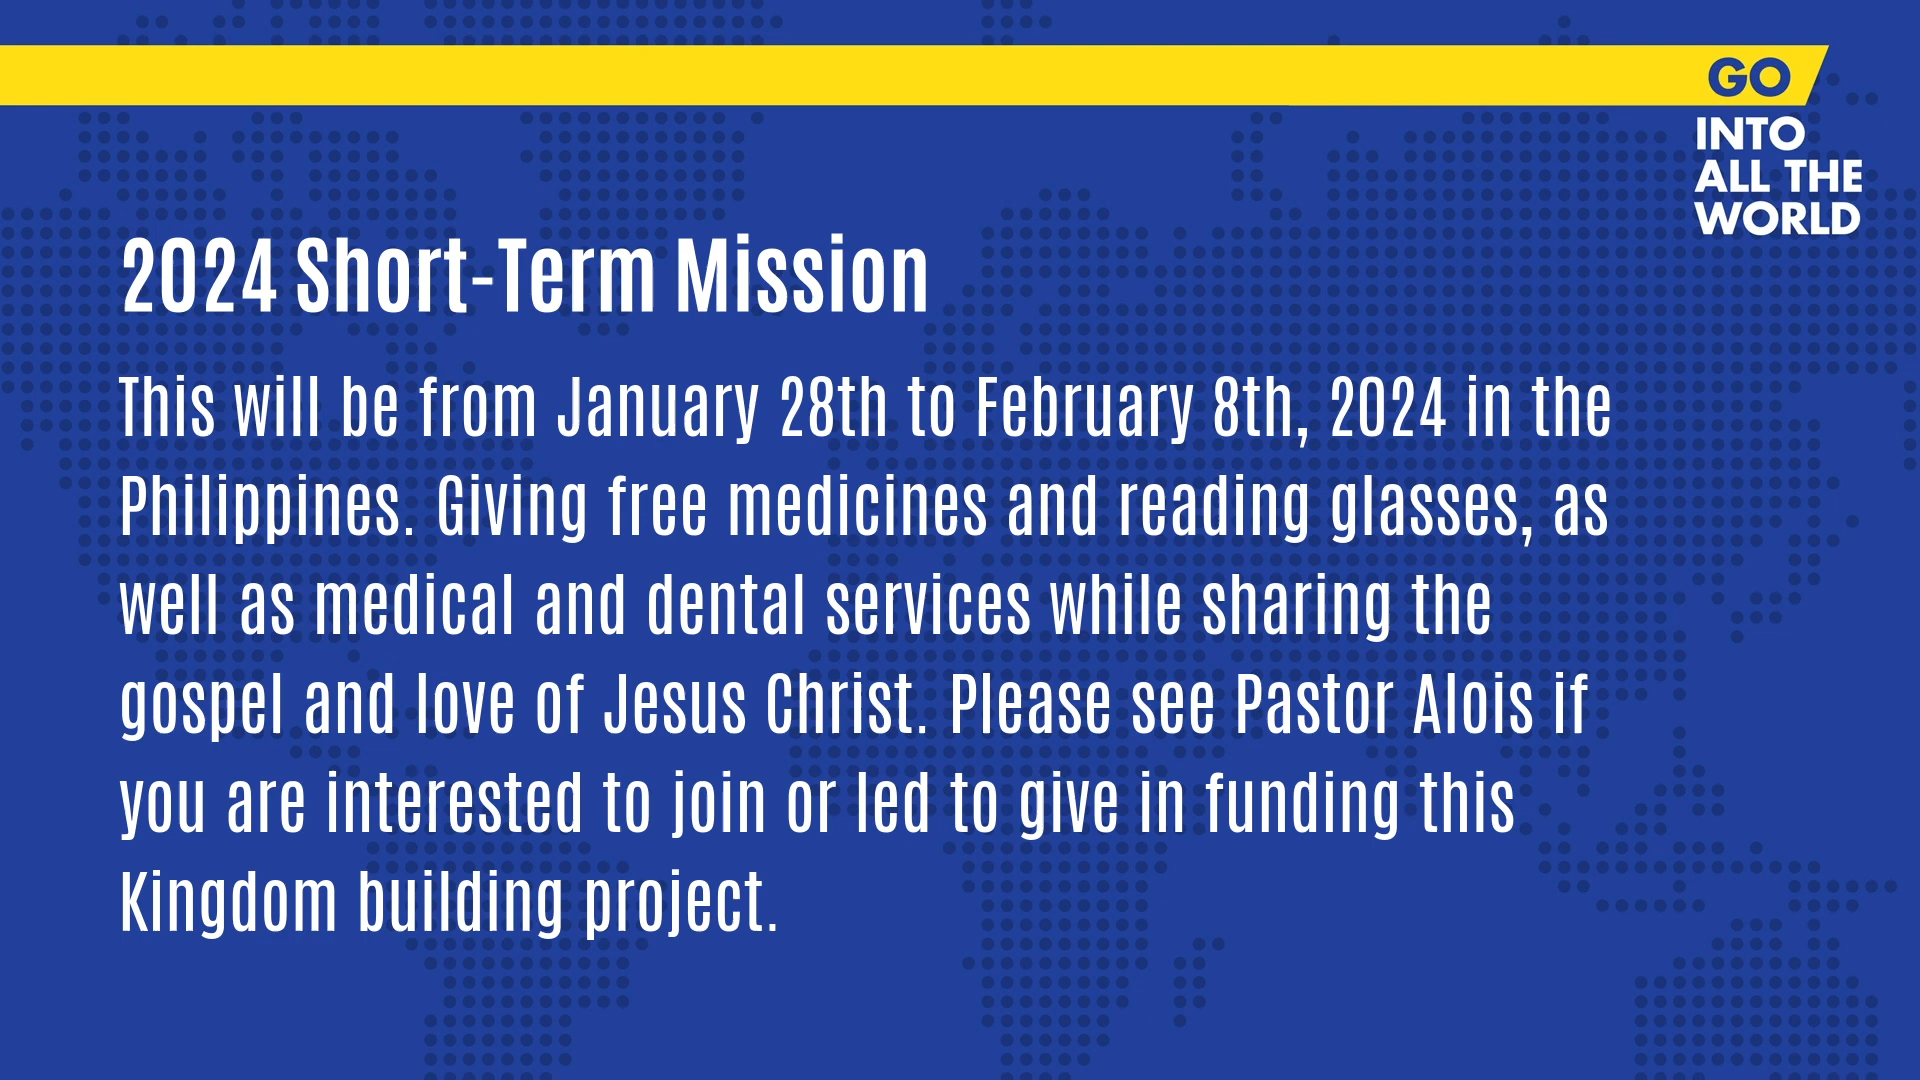 GO
INTO
ALL THE
WORLD
2024 Short-Term Mission
This will be from January 28th to February 8th, 2024 in the
Philippines. Giving free medicines and reading glasses, as
well as medical and dental services while sharing the
gospel and love of Jesus Christ. Please see Pastor Alois if
you are interested to join or led to give in funding this
Kingdom building project.